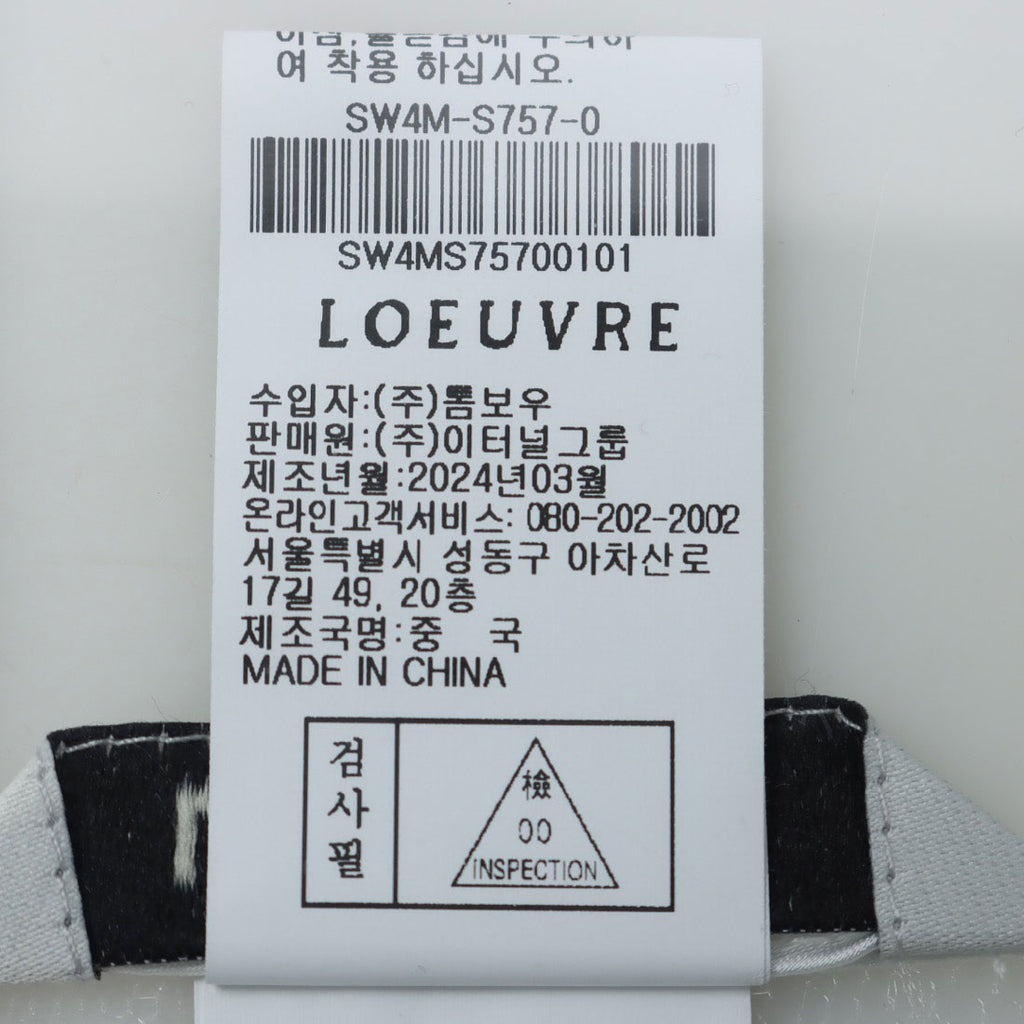 여 착용 하십시오.
SW4M-S757-0
SW4MS75700101
LOEUVRE
수입자:(주)톰보우
판매원:(주)이터널그룹
제조년월:2024년03월
온라인고객서비스: 080-202-2002
서울특별시 성동구 아차산로
17길 49, 20층
제조국명:중 국
MADE IN CHINA
검사필
檢
00
INSPECTION